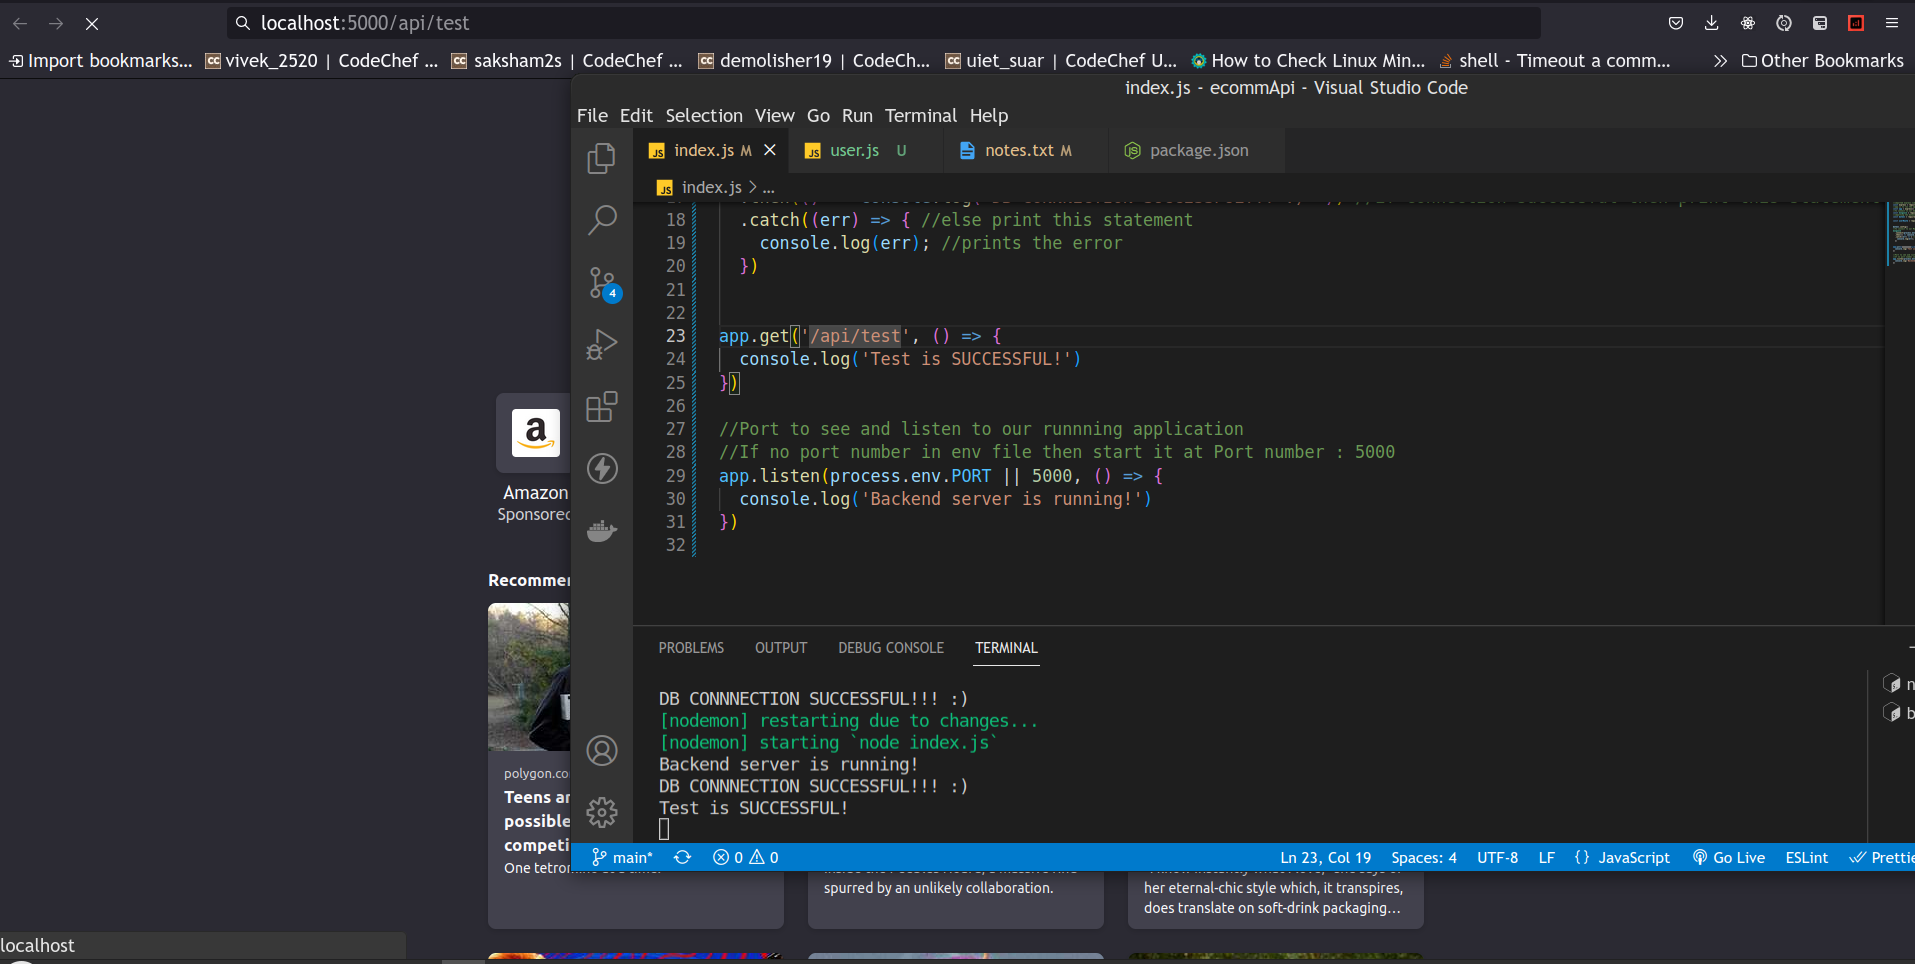 localhost:5000/api/test
Import bookmarks... vivek_2520 | CodeChef ... saksham2s | CodeChef ... demolisher19 | CodeCh... uiet_suar | CodeChef U... How to Check Linux Min... shell - Timeout a comm... Other Bookmarks
index.js - ecommApi - Visual Studio Code
File Edit Selection View Go Run Terminal Help
index.js M user.js U notes.txt M package.json
index.js > ...
18 .catch((err) => { //else print this statement
19 console.log(err); //prints the error
20 })
21
22
23 app.get('/api/test', () => {
24 console.log('Test is SUCCESSFUL!')
25 })
26
27 //Port to see and listen to our runnning application
28 //If no port number in env file then start it at Port number : 5000
29 app.listen(process.env.PORT || 5000, () => {
30 console.log('Backend server is running!')
31 })
32
4
a
Amazon
Sponsored
Recommen
polygon.co
Teens a
possible
competi
One tetro
PROBLEMS OUTPUT DEBUG CONSOLE TERMINAL
DB CONNNECTION SUCCESSFUL!!! :)
[nodemon] restarting due to changes...
[nodemon] starting `node index.js`
Backend server is running!
DB CONNNECTION SUCCESSFUL!!! :)
Test is SUCCESSFUL!
n
b
main* 0 0 Ln 23, Col 19 Spaces: 4 UTF-8 LF {} JavaScript Go Live ESLint Prettie
spurred by an unlikely collaboration.
her eternal-chic style which, it transpires,
does translate on soft-drink packaging...
localhost